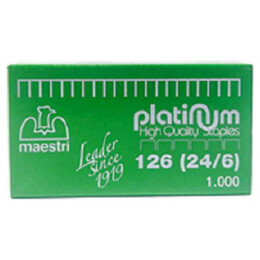 maestri
Leader
since
1919
platinum
High Quality Staples
126 (24/6)
1.000